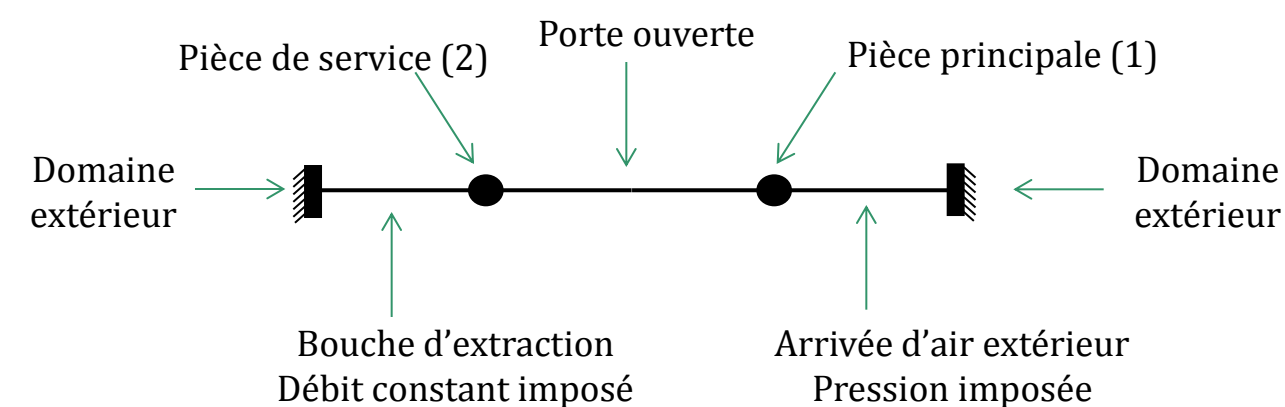 Porte ouverte
Pièce de service (2)
Pièce principale (1)
Domaine
extérieur
Domaine
extérieur
Bouche d’extraction
Débit constant imposé
Arrivée d’air extérieur
Pression imposée